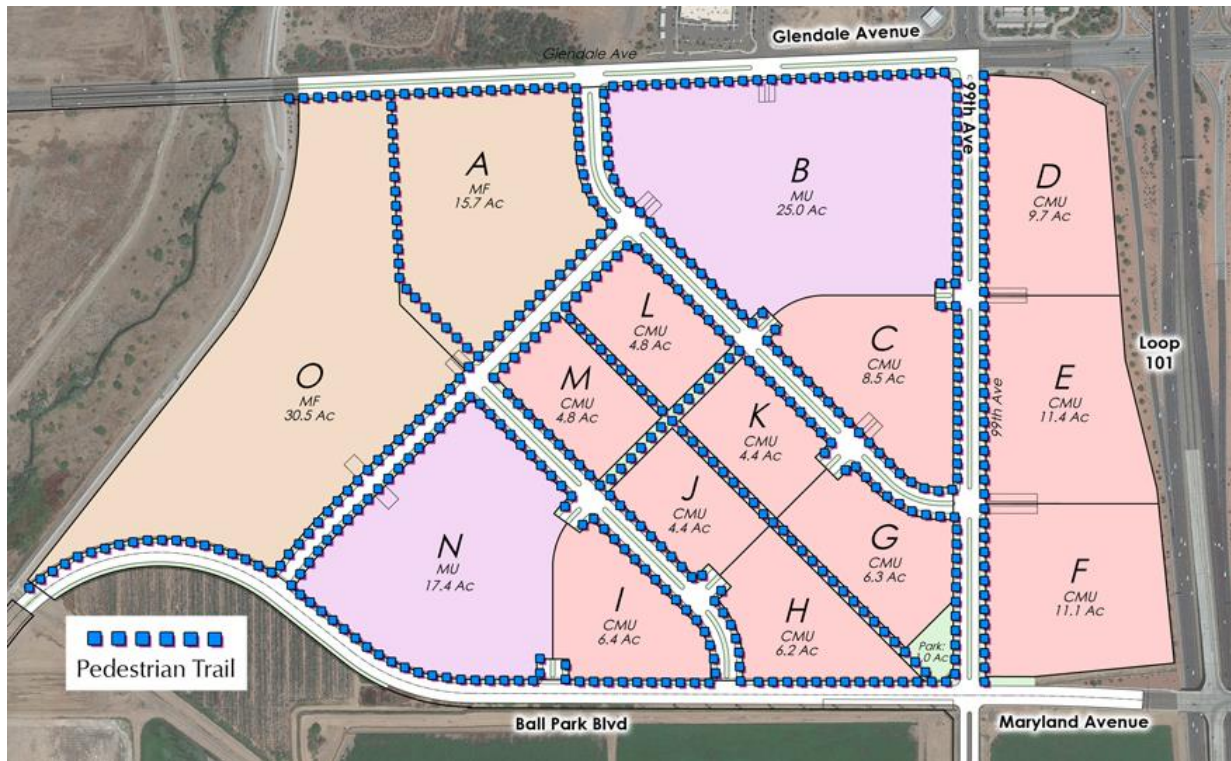 Glendale Avenue
Glendale Ave
99th Ave
A
MF
15.7 Ac
B
MU
25.0 Ac
D
CMU
9.7 Ac
L
CMU
4.8 Ac
C
CMU
8.5 Ac
Loop
101
O
MF
30.5 Ac
M
CMU
4.8 Ac
K
CMU
4.4 Ac
E
CMU
11.4 Ac
99th Ave
J
CMU
4.4 Ac
N
MU
17.4 Ac
G
CMU
6.3 Ac
F
CMU
11.1 Ac
I
CMU
6.4 Ac
H
CMU
6.2 Ac
Park:
.0 Ac
Pedestrian Trail
Ball Park Blvd
Maryland Avenue